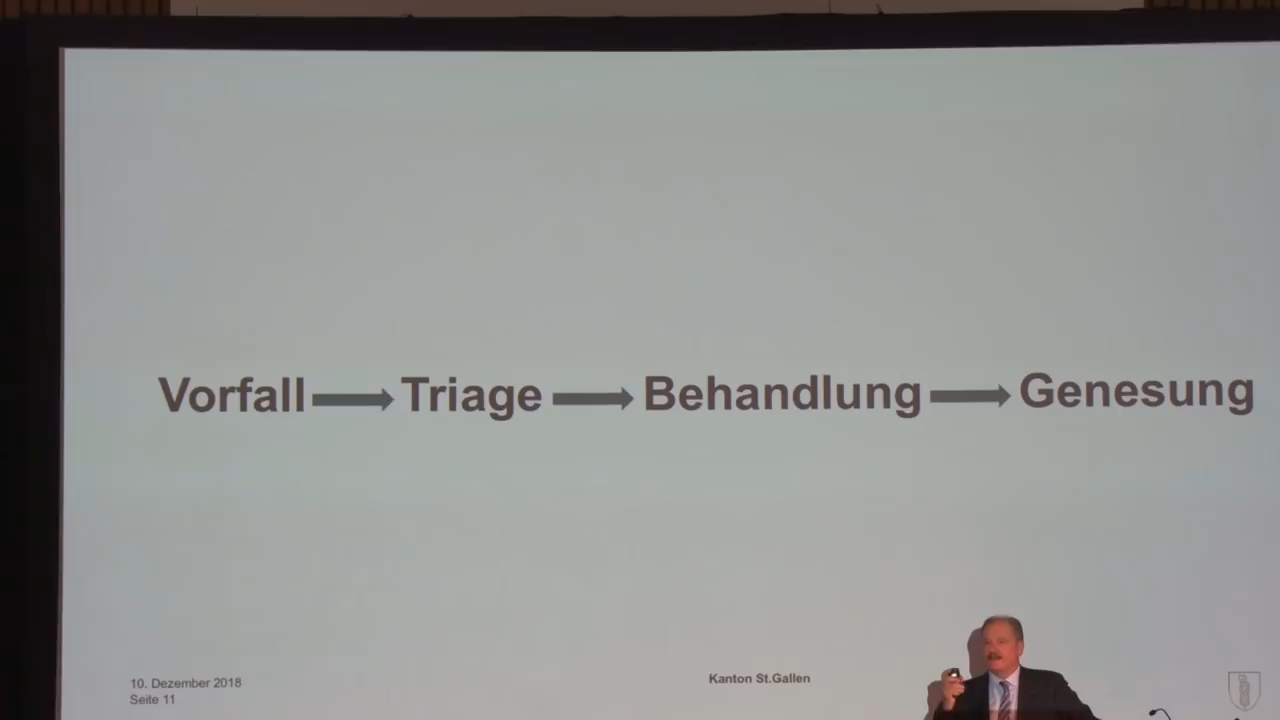 Vorfall Triage Behandlung Genesung
10. Dezember 2018
Seite 11
Kanton St.Gallen